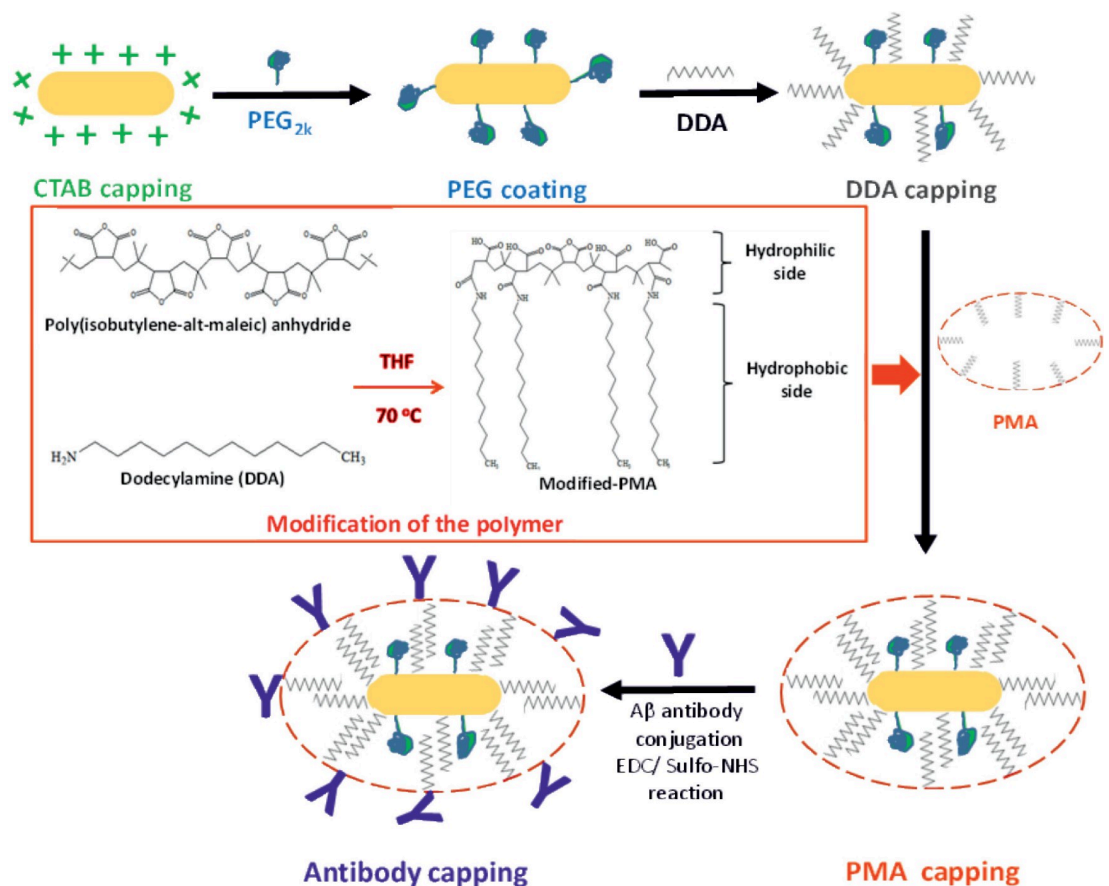 PEG2k
DDA
CTAB capping
PEG coating
DDA capping
Poly(isobutylene-alt-maleic) anhydride
H₂N
CH₃
Dodecylamine (DDA)
THF
70 °C
Hydrophilic
side
Hydrophobic
side
Modified-PMA
Modification of the polymer
PMA
Aβ antibody
conjugation
EDC/ Sulfo-NHS
reaction
Antibody capping
PMA capping